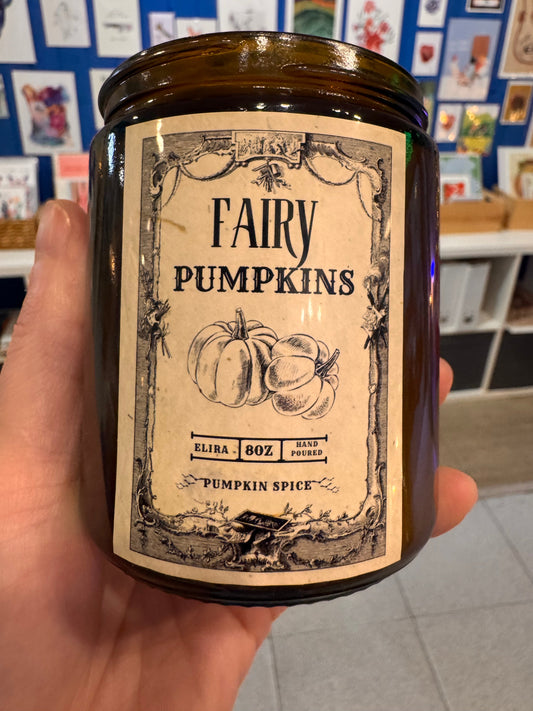 FAIRY
PUMPKINS
ELIRA 8OZ HAND
POURED
PUMPKIN SPICE